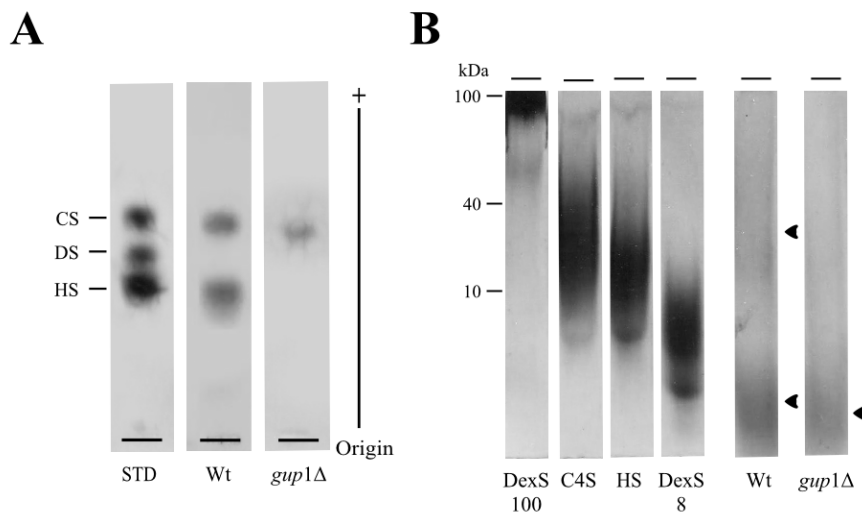 A
B
kDa
+
100
CS
DS
HS
40
10
Origin
STD
Wt
gup1Δ
DexS
100
C4S
HS
DexS
8
Wt
gup1Δ